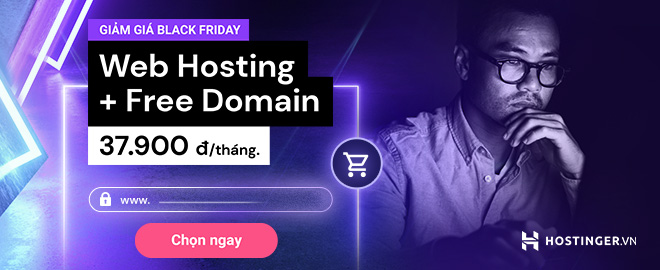 GIẢM GIÁ BLACK FRIDAY
Web Hosting
+ Free Domain
37.900 đ/tháng.
www.
Chọn ngay
HOSTINGER.VN